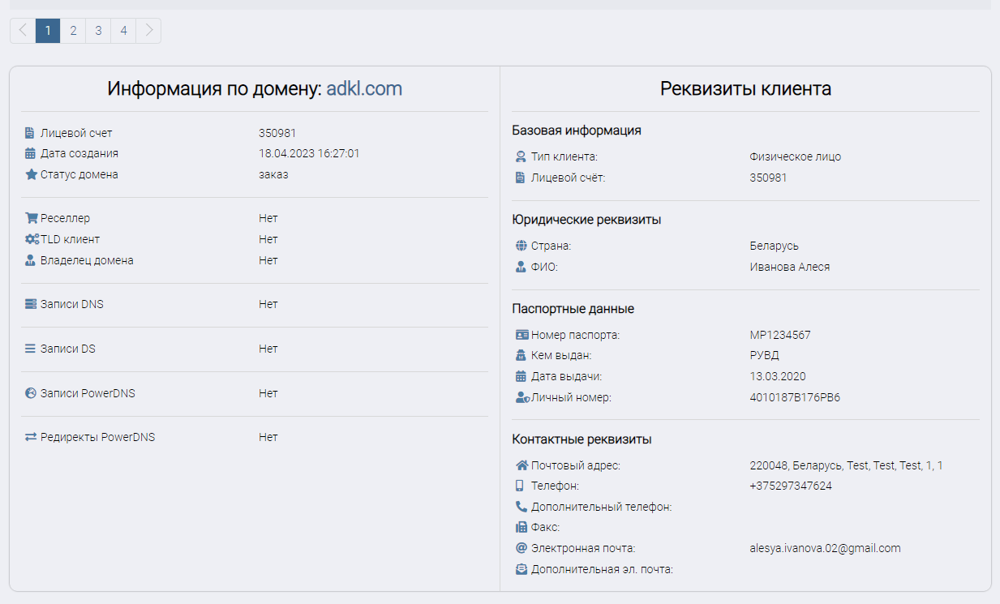 1 2 3 4
Информация по домену: adkl.com
Лицевой счет 350981
Дата создания 18.04.2023 16:27:01
Статус домена заказ
Реселлер Нет
TLD клиент Нет
Владелец домена Нет
Записи DNS Нет
Записи DS Нет
Записи PowerDNS Нет
Редиректы PowerDNS Нет
Реквизиты клиента
Базовая информация
Тип клиента: Физическое лицо
Лицевой счёт: 350981
Юридические реквизиты
Страна: Беларусь
ФИО: Иванова Алеся
Паспортные данные
Номер паспорта: MP1234567
Кем выдан: РУВД
Дата выдачи: 13.03.2020
Личный номер: 4010187B176PB6
Контактные реквизиты
Почтовый адрес: 220048, Беларусь, Test, Test, Test, 1, 1
Телефон: +375297347624
Дополнительный телефон:
Факс:
Электронная почта: alesya.ivanova.02@gmail.com
Дополнительная эл. почта: